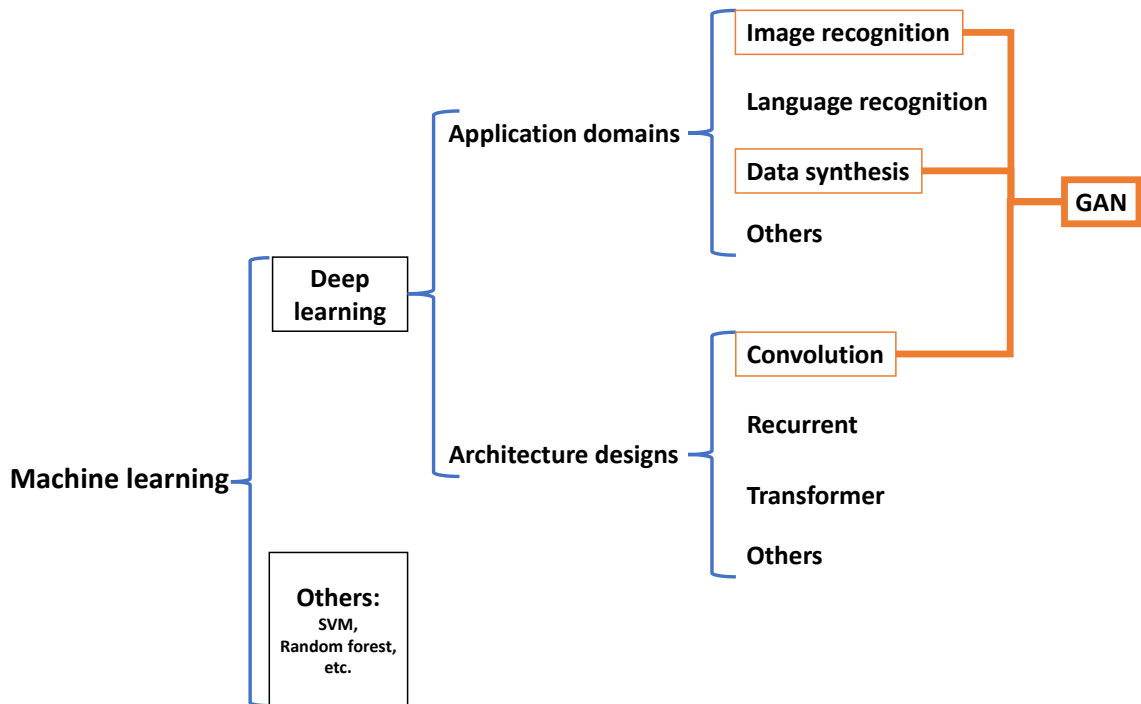 Image recognition
Language recognition
Application domains
Data synthesis
GAN
Others
Deep
learning
Convolution
Recurrent
Architecture designs
Machine learning
Transformer
Others
Others:
SVM,
Random forest,
etc.